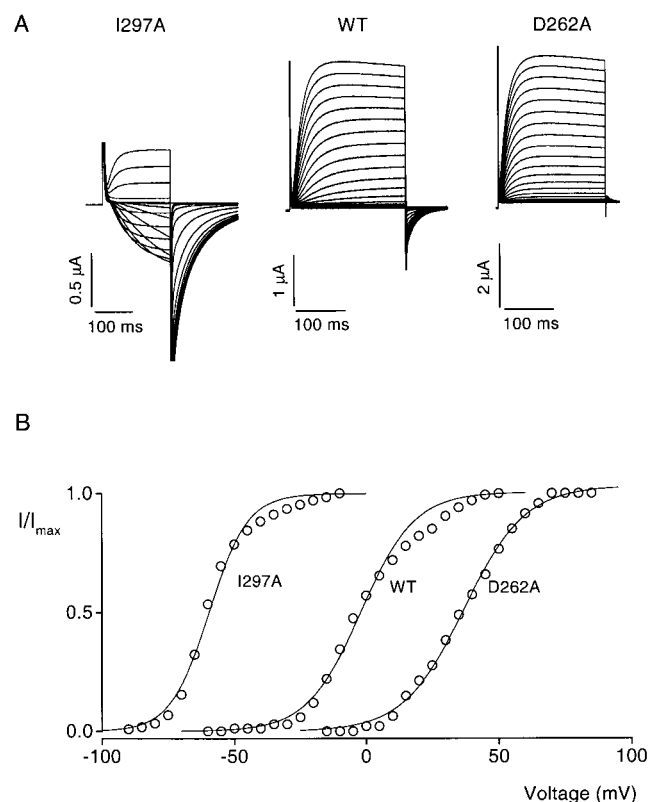 A
I297A
WT
D262A
0.5 µA
100 ms
1 µA
100 ms
2 µA
100 ms
B
1.0
I/Imax
0.5
0.0
I297A
WT
D262A
-100
-50
0
50
100
Voltage (mV)